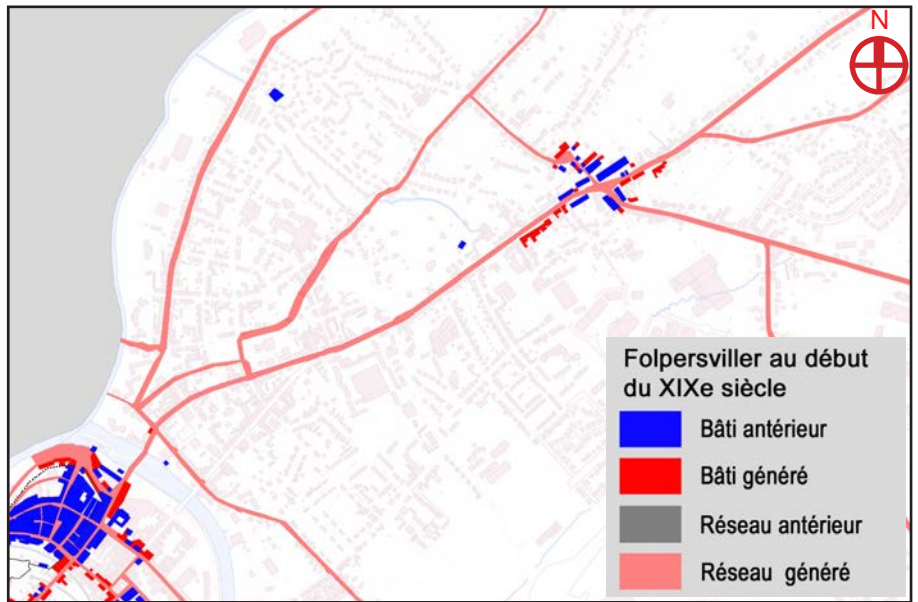 N
Folpersviller au début
du XIXe siècle
Bâti antérieur
Bâti généré
Réseau antérieur
Réseau généré